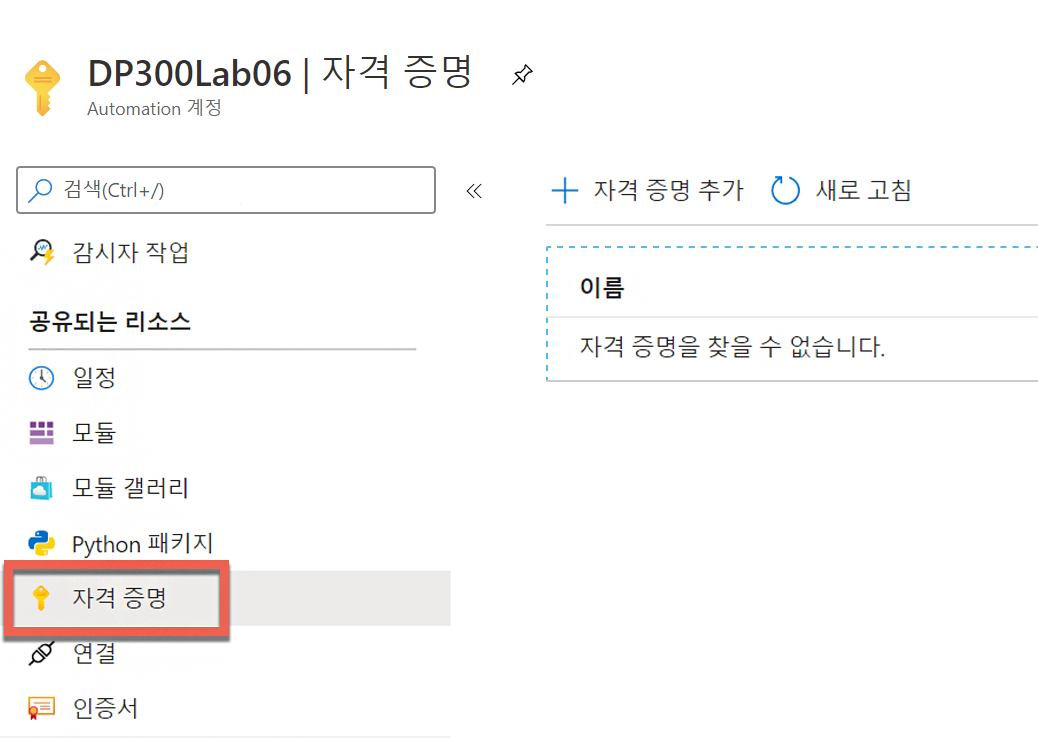 DP300Lab06 | 자격 증명
Automation 계정
검색(Ctrl+/)
감시자 작업
공유되는 리소스
일정
모듈
모듈 갤러리
Python 패키지
자격 증명
연결
인증서
자격 증명 추가
새로 고침
이름
자격 증명을 찾을 수 없습니다.